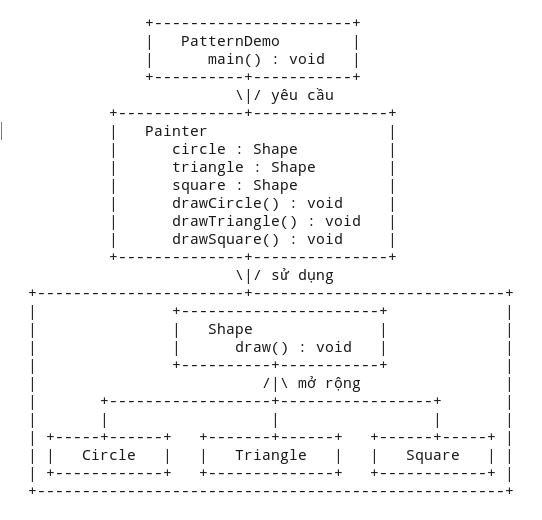 PatternDemo
main() : void
yêu cầu
Painter
circle : Shape
triangle : Shape
square : Shape
drawCircle() : void
drawTriangle() : void
drawSquare() : void
sử dụng
Shape
draw() : void
mở rộng
Circle Triangle Square